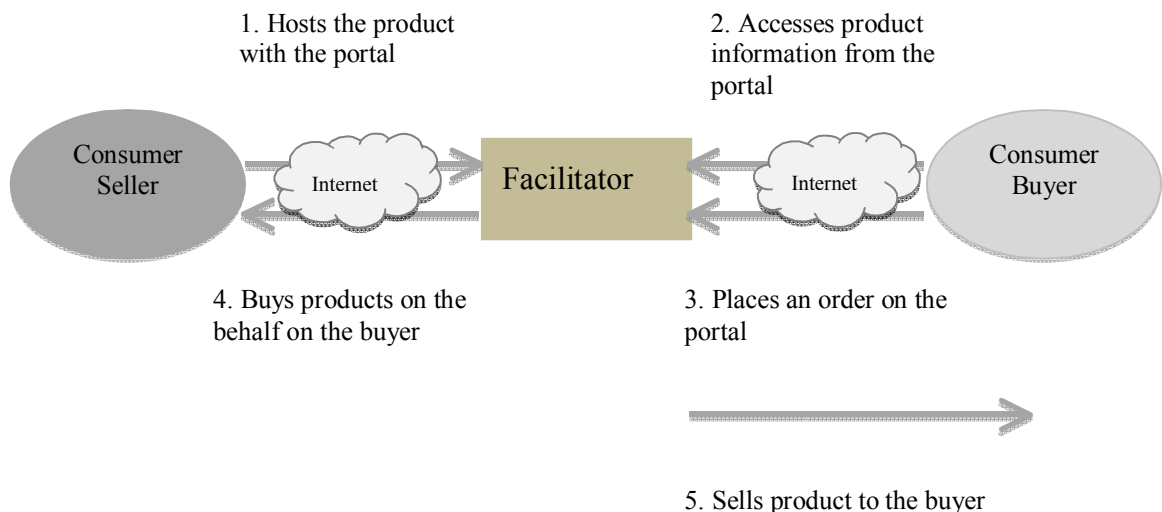 1. Hosts the product
with the portal
2. Accesses product
information from the
portal
Consumer
Seller
Internet
Facilitator
Internet
Consumer
Buyer
4. Buys products on the
behalf on the buyer
3. Places an order on the
portal
5. Sells product to the buyer